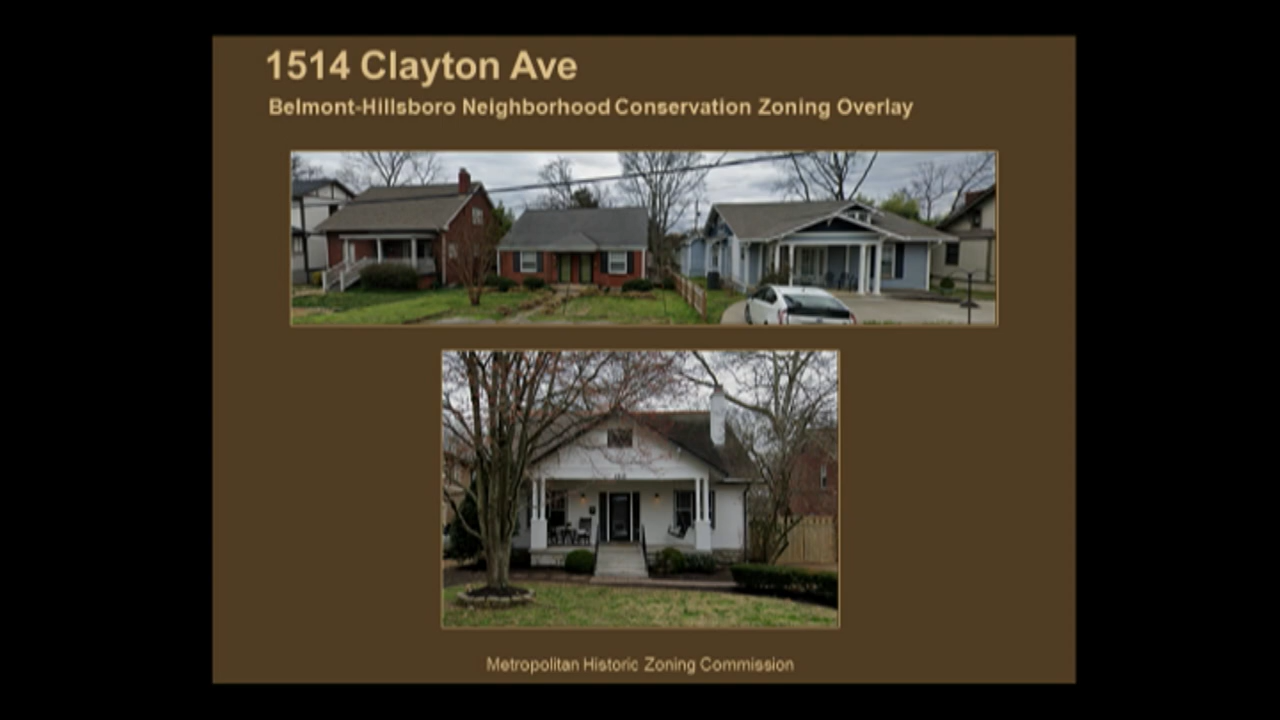 1514 Clayton Ave
Belmont-Hillsboro Neighborhood Conservation Zoning Overlay
Metropolitan Historic Zoning Commission